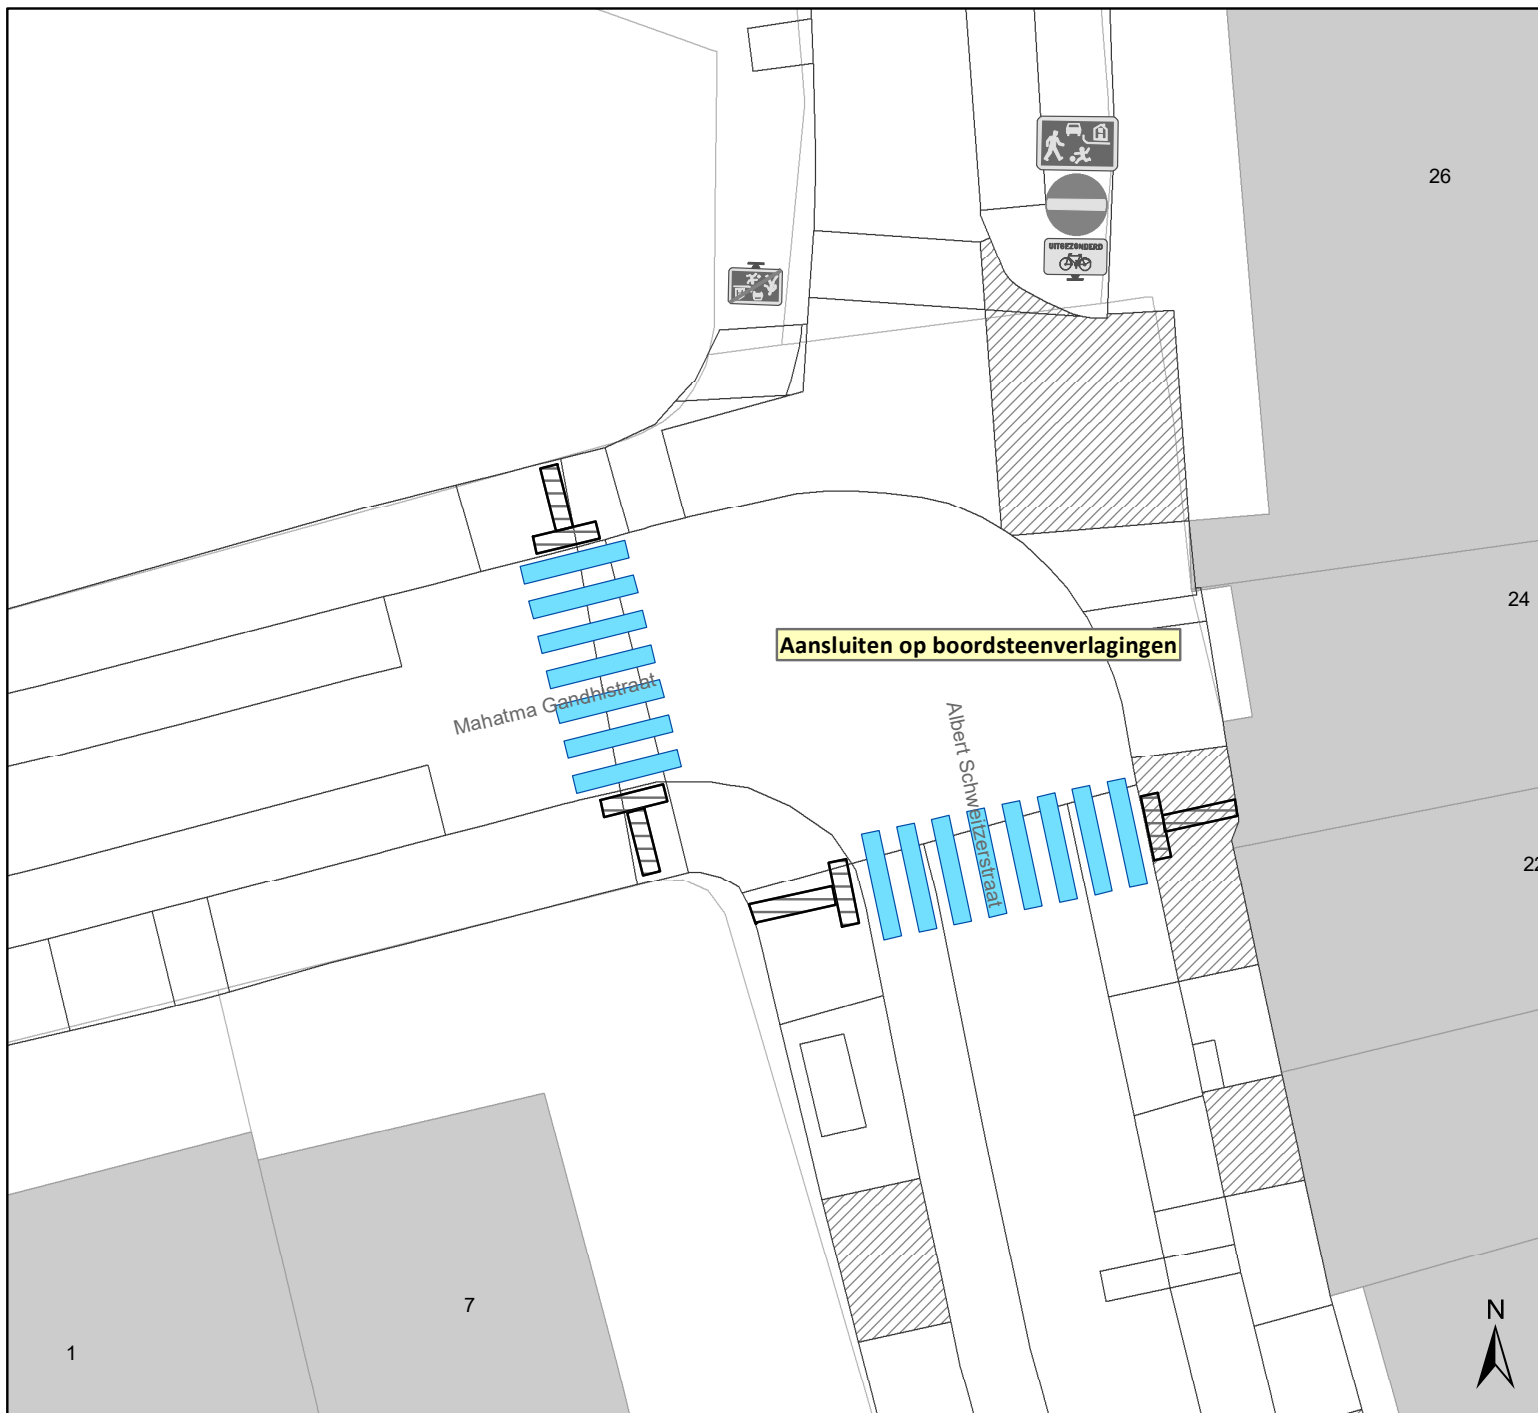 26
UITGEZONDERD
24
Aansluiten op boordsteenverlagingen
Mahatma Gandhistraat
Albert Schweitzerstraat
22
7
1
N